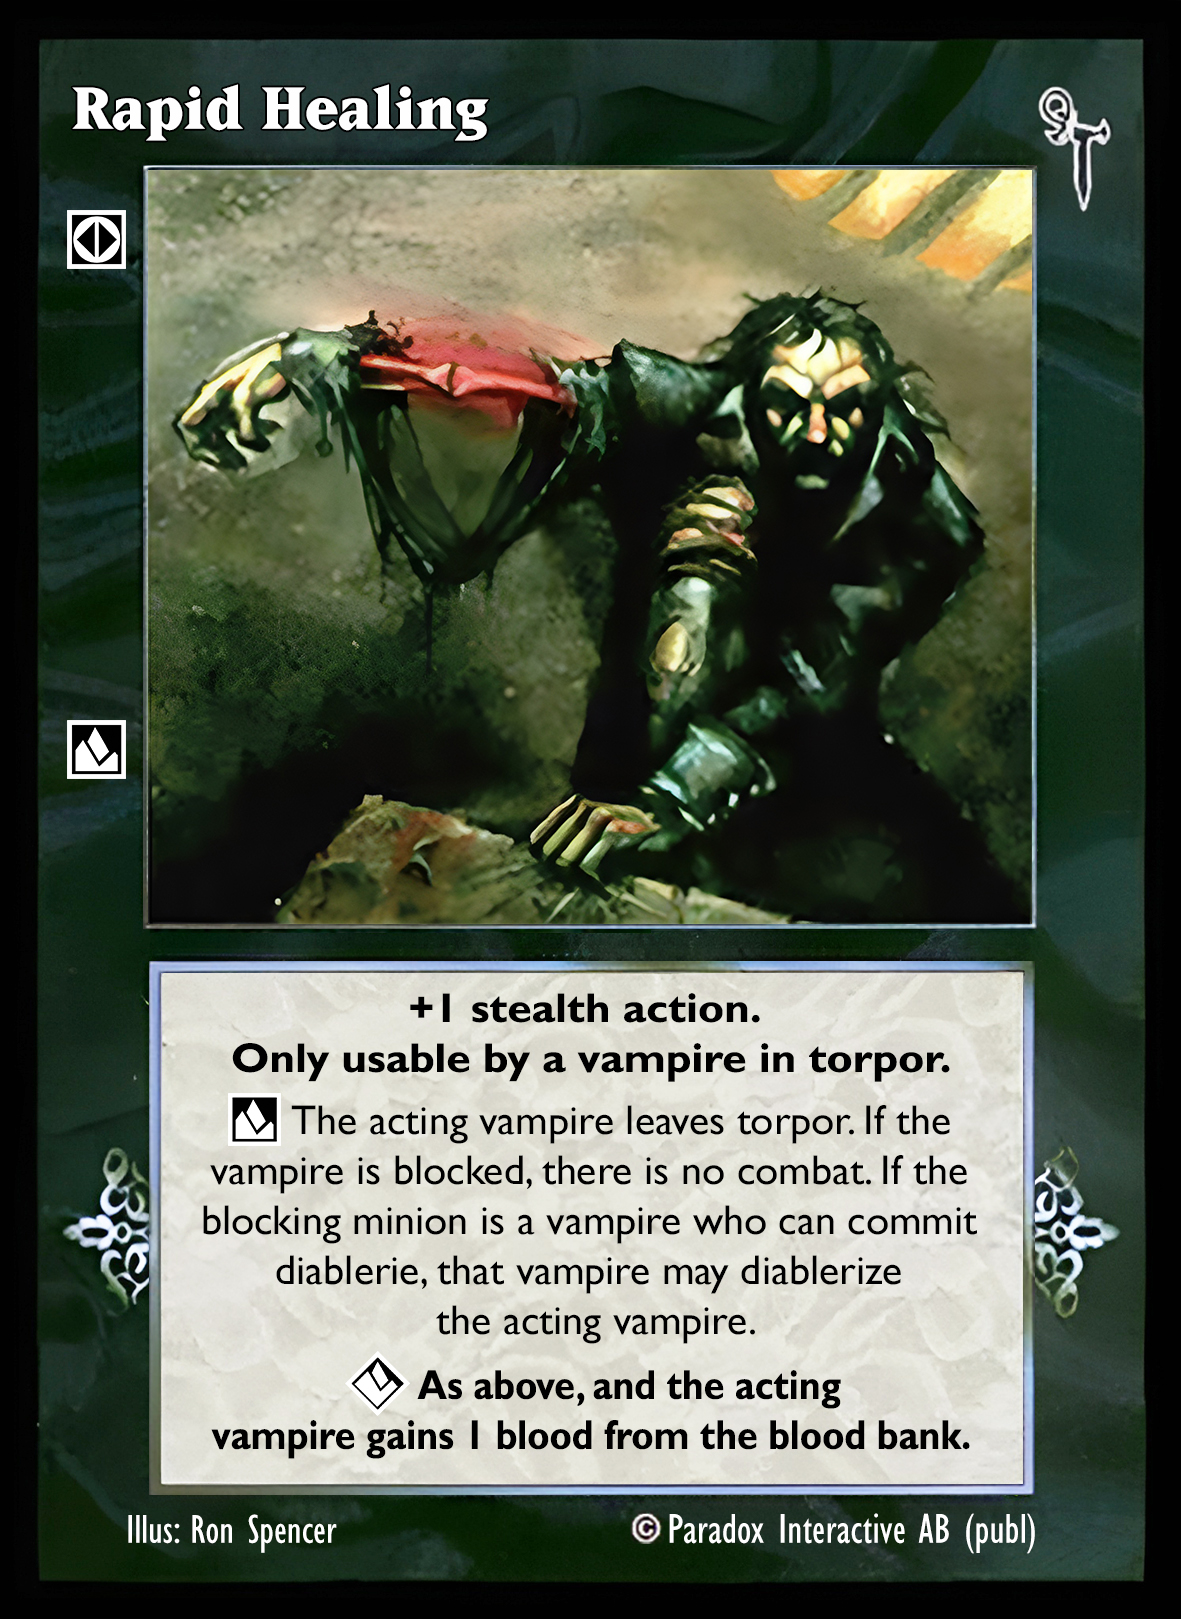 Rapid Healing
+1 stealth action.
Only usable by a vampire in torpor.
The acting vampire leaves torpor. If the
vampire is blocked, there is no combat. If the
blocking minion is a vampire who can commit
diablerie, that vampire may diablerize
the acting vampire.
As above, and the acting
vampire gains 1 blood from the blood bank.
Illus: Ron Spencer
© Paradox Interactive AB (publ)